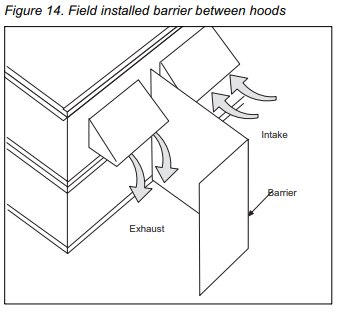 Figure 14. Field installed barrier between hoods
Intake
Barrier
Exhaust